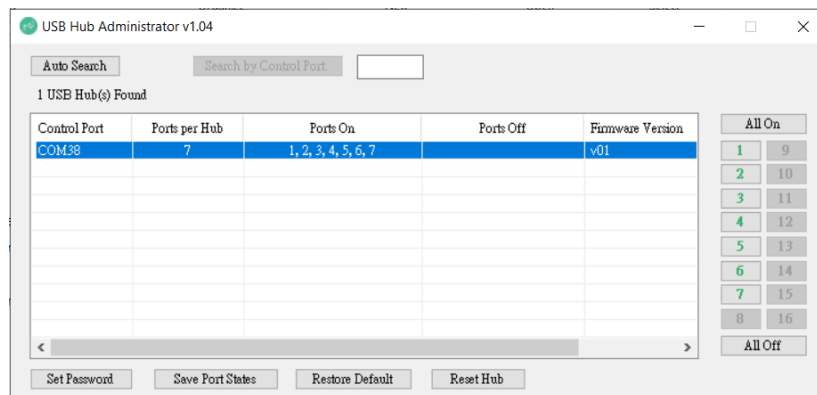 USB Hub Administrator v1.04
Auto Search Search by Control Port:
1 USB Hub(s) Found
Control Port Ports per Hub Ports On Ports Off Firmware Version
COM38 7 1, 2, 3, 4, 5, 6, 7 v01
All On
1 9
2 10
3 11
4 12
5 13
6 14
7 15
8 16
All Off
Set Password Save Port States Restore Default Reset Hub